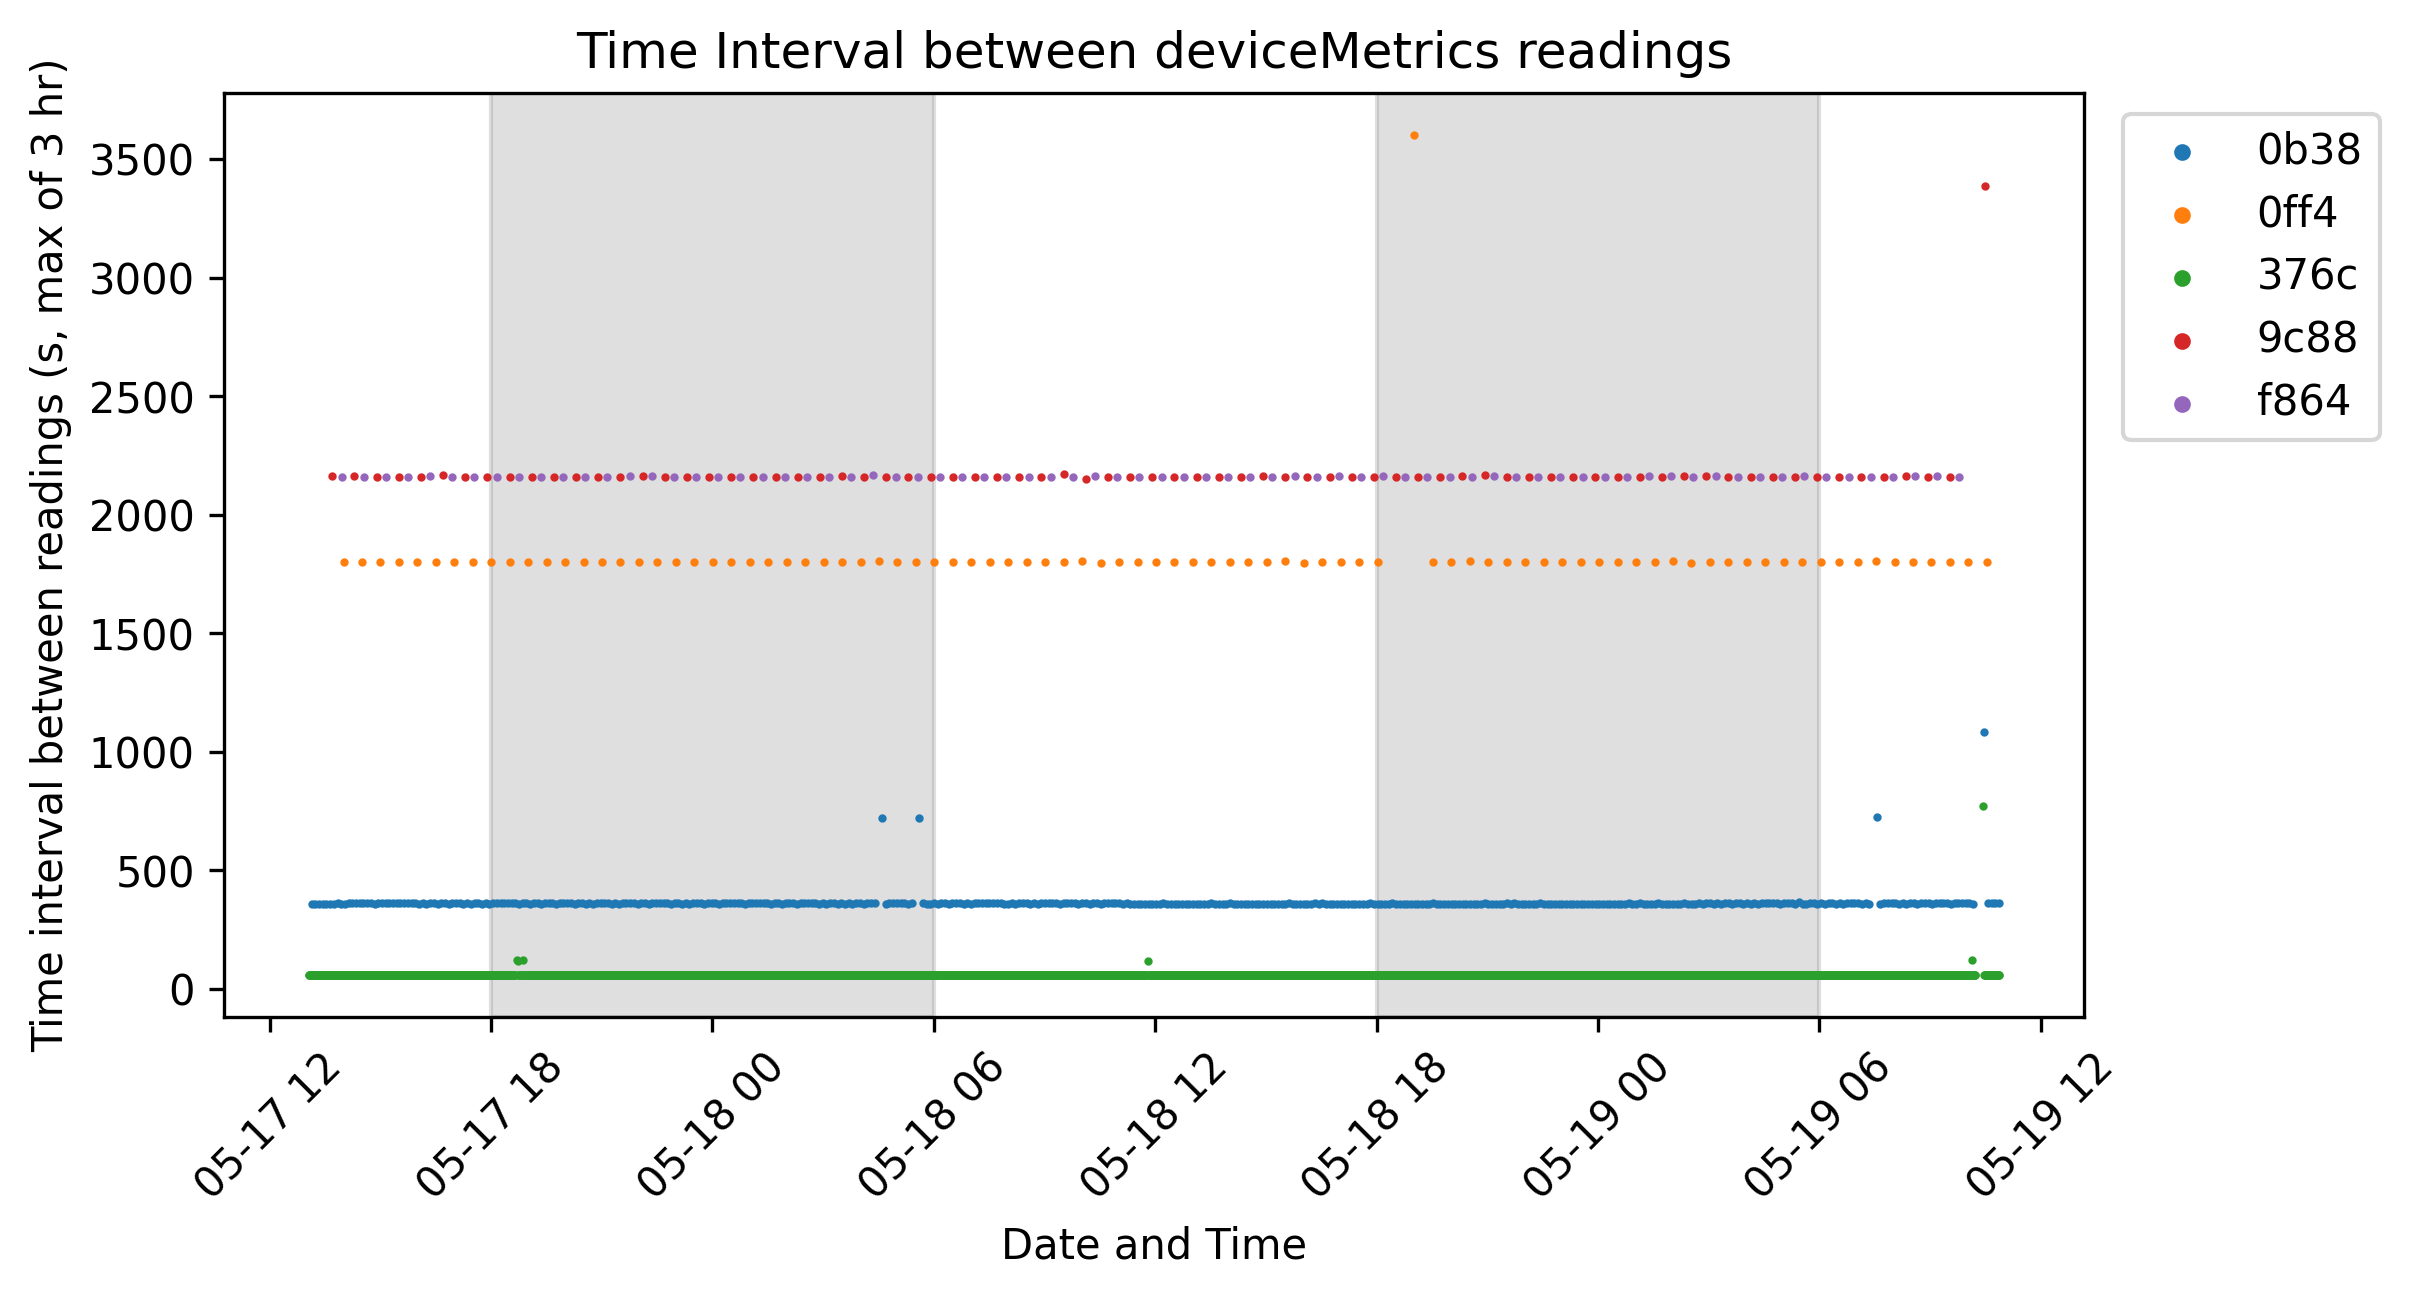 Time Interval between deviceMetrics readings
Time interval between readings (s, max of 3 hr)
3500
3000
2500
2000
1500
1000
500
0
05-17 12
05-17 18
05-18 00
05-18 06
05-18 12
05-18 18
05-19 00
05-19 06
05-19 12
Date and Time
0b38
0ff4
376c
9c88
f864